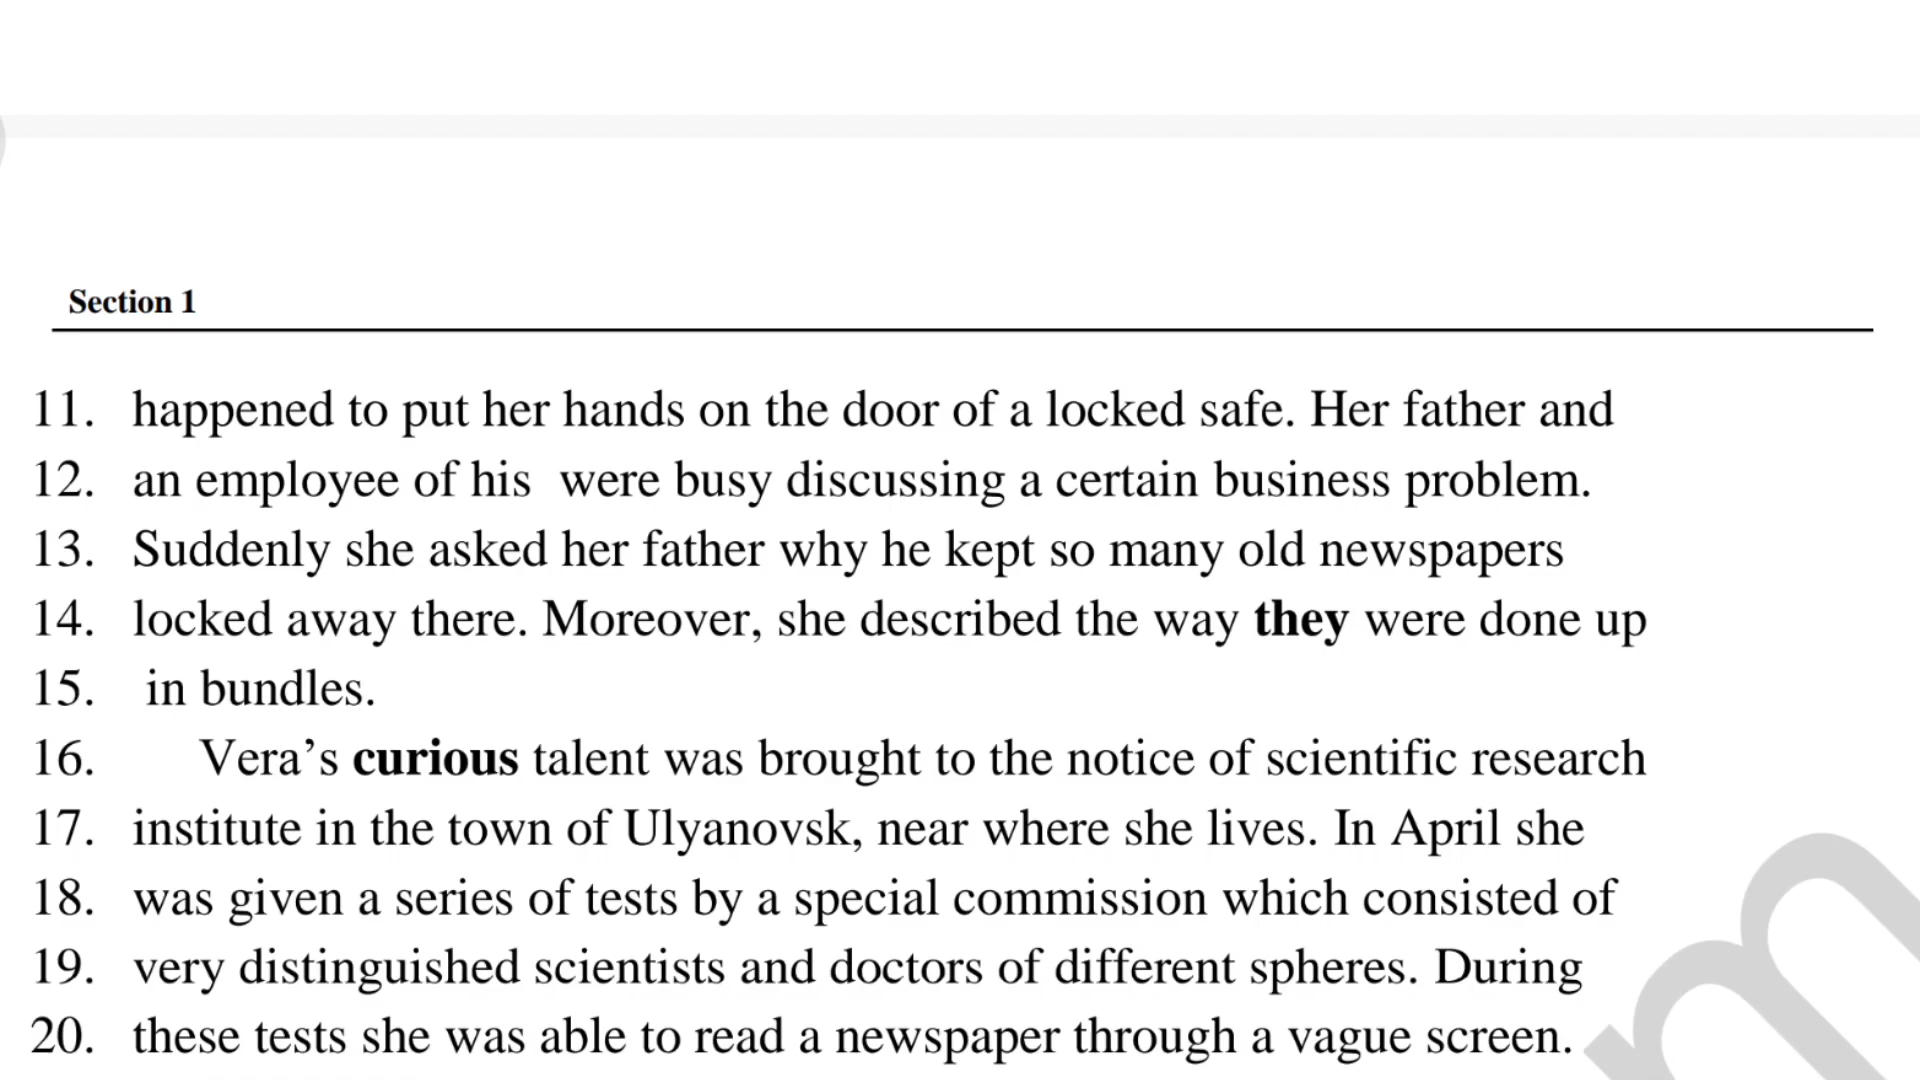 Section 1
11. happened to put her hands on the door of a locked safe. Her father and
12. an employee of his were busy discussing a certain business problem.
13. Suddenly she asked her father why he kept so many old newspapers
14. locked away there. Moreover, she described the way they were done up
15. in bundles.
16. Vera’s curious talent was brought to the notice of scientific research
17. institute in the town of Ulyanovsk, near where she lives. In April she
18. was given a series of tests by a special commission which consisted of
19. very distinguished scientists and doctors of different spheres. During
20. these tests she was able to read a newspaper through a vague screen.